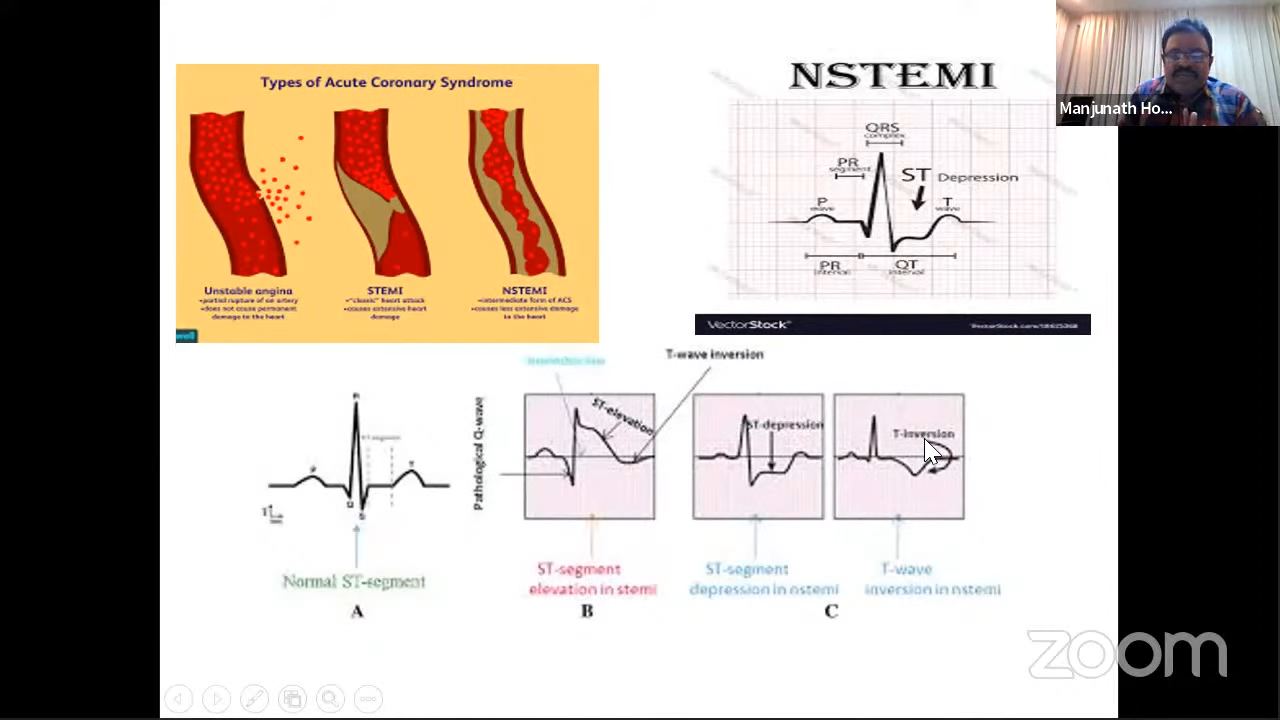 Types of Acute Coronary Syndrome
Unstable angina
•partial rupture of an artery
•does not cause permanent
damage to the heart
STEMI
•"classic" heart attack
•causes extensive heart
damage
NSTEMI
•intermediate form of ACS
•causes less extensive damage
to the heart
well
NSTEMI
QRS
complex
PR
segment
ST Depression
P
wave
T
wave
PR
interval
QT
interval
VectorStock
Manjunath Ho...
T-wave inversion
R
ST-segment
P
T
Q
S
Normal ST-segment
A
Pathological Q-wave
ST-elevation
ST-segment
elevation in stemi
B
ST-depression
ST-segment
depression in nstemi
T-inversion
T-wave
inversion in nstemi
C
zoom